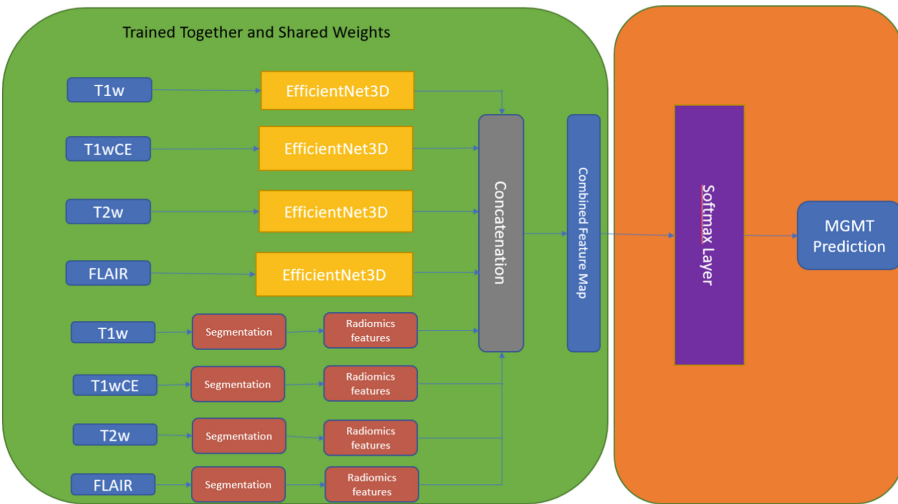 Trained Together and Shared Weights
T1w
EfficientNet3D
T1wCE
EfficientNet3D
T2w
EfficientNet3D
FLAIR
EfficientNet3D
T1w
Segmentation
Radiomics
features
T1wCE
Segmentation
Radiomics
features
T2w
Segmentation
Radiomics
features
FLAIR
Segmentation
Radiomics
features
Concatenation
Combined Feature Map
Softmax Layer
MGMT
Prediction